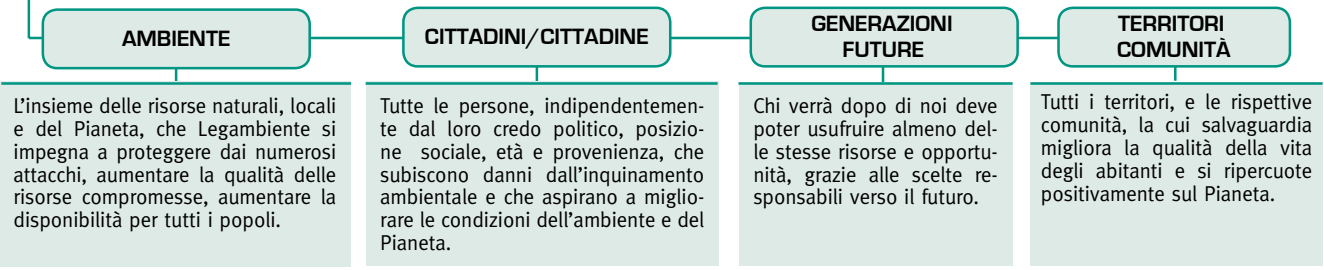 AMBIENTE
L'insieme delle risorse naturali, locali
e del Pianeta, che Legambiente si
impegna a proteggere dai numerosi
attacchi, aumentare la qualità delle
risorse compromesse, aumentare la
disponibilità per tutti i popoli.
CITTADINI/CITTADINE
Tutte le persone, indipendentemen-
te dal loro credo politico, posizio-
ne sociale, età e provenienza, che
subiscono danni dall'inquinamento
ambientale e che aspirano a miglio-
rare le condizioni dell'ambiente e del
Pianeta.
GENERAZIONI
FUTURE
Chi verrà dopo di noi deve
poter usufruire almeno del-
le stesse risorse e opportu-
nità, grazie alle scelte re-
sponsabili verso il futuro.
TERRITORI
COMUNITÀ
Tutti i territori, e le rispettive
comunità, la cui salvaguardia
migliora la qualità della vita
degli abitanti e si ripercuote
positivamente sul Pianeta.